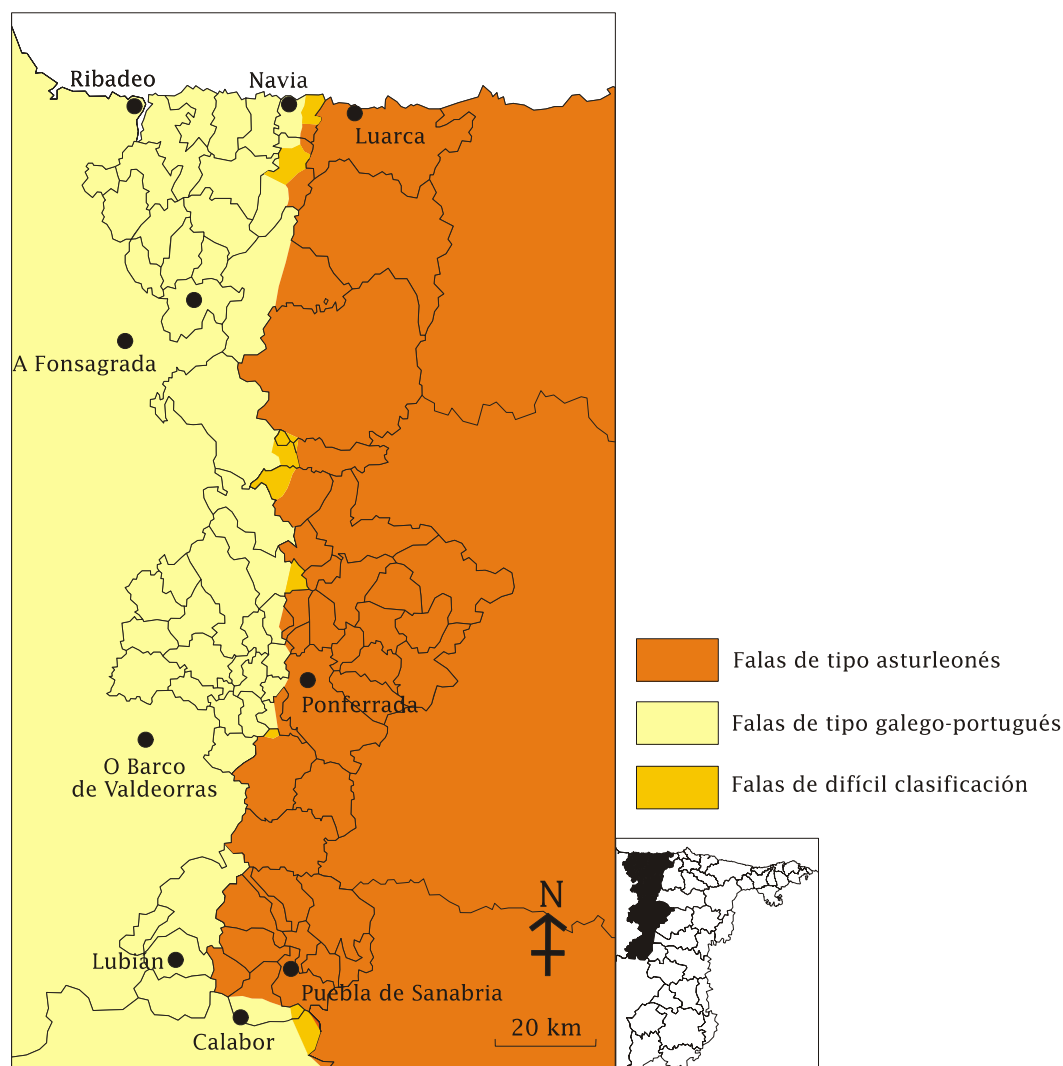 Ribadeo
Navia
Luarca
A Fonsagrada
Falas de tipo asturleonés
Ponferrada
Falas de tipo galego-portugués
O Barco
de Valdeorras
Falas de difícil clasificación
N
Lubián
Puebla de Sanabria
20 km
Calabor